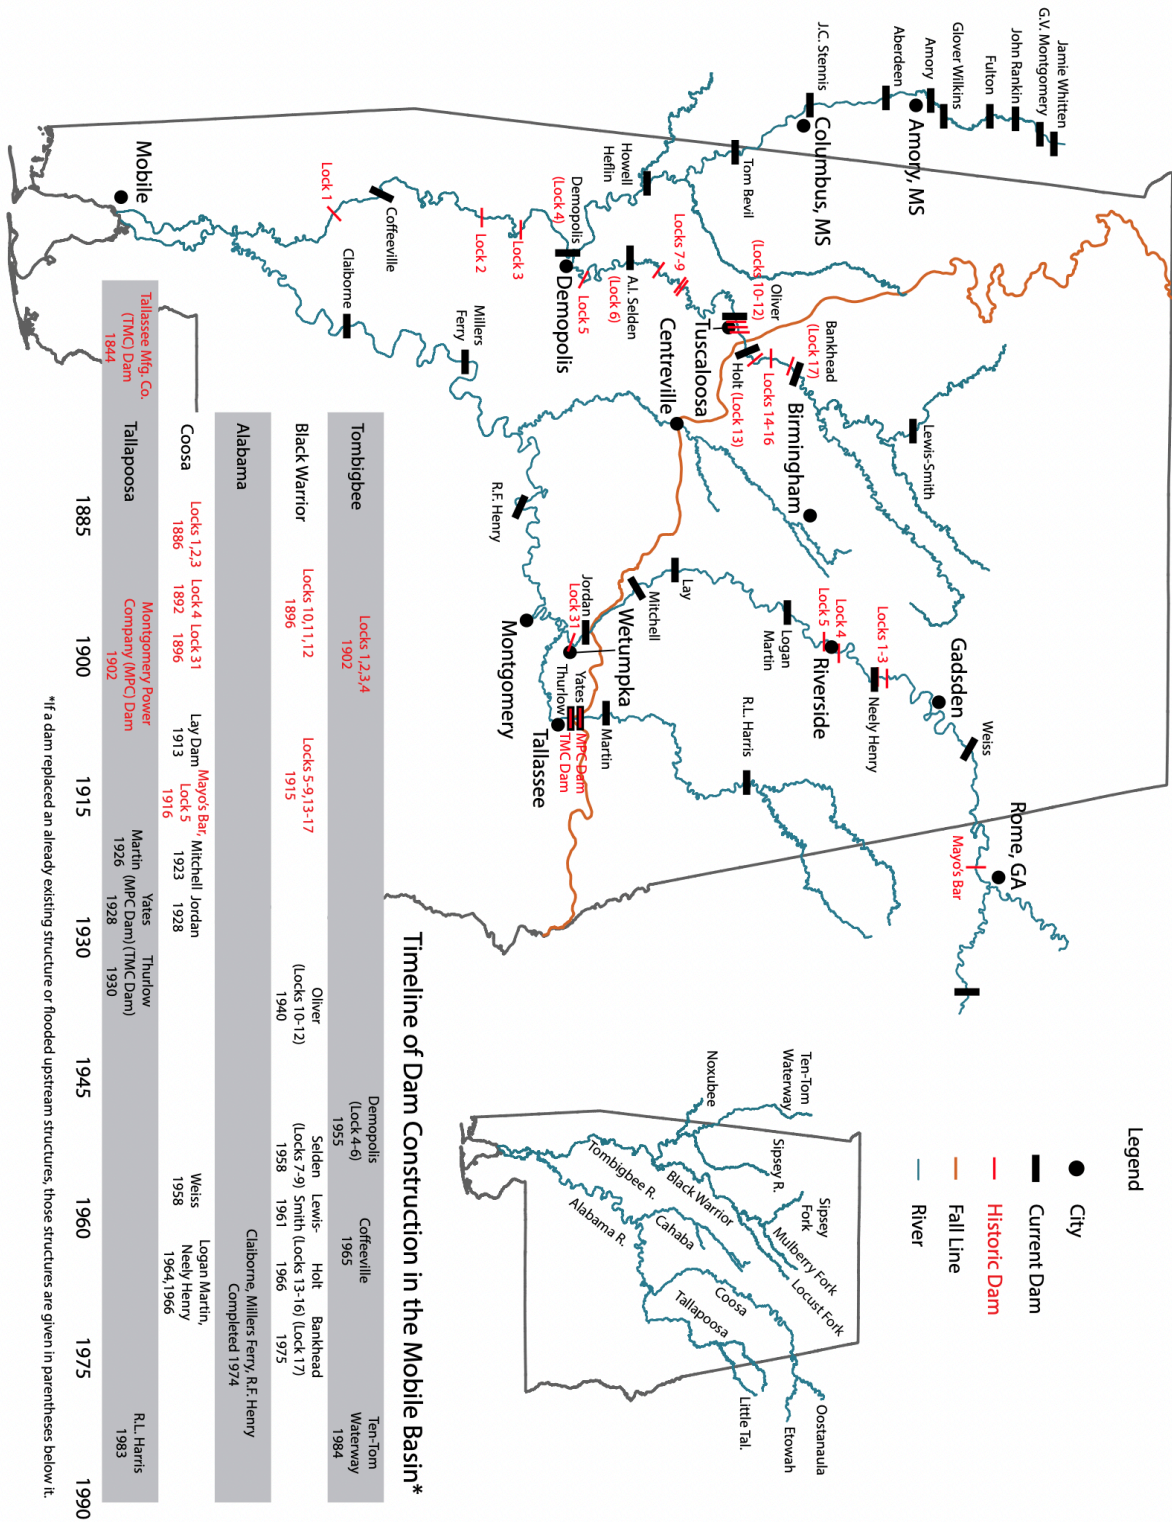 Jamie Whitten
G.V. Montgomery
John Rankin
Fulton
Glover Wilkins
Amory
Amory, MS
Aberdeen
J.C. Stennis
Columbus, MS
Tom Bevil
Howell
Heflin
Demopolis
(Lock 4)
Demopolis
Lock 5
A.I. Selden
(Lock 6)
Locks 7-9
Oliver
(Locks 10-12)
Tuscaloosa
Centreville
Holt (Lock 13)
Locks 14-16
Bankhead
(Lock 17)
Birmingham
Lewis-Smith
Lock 3
Lock 2
Coffeeville
Lock 1
Mobile
Claiborne
Millers
Ferry
R.F. Henry
Montgomery
Jordan
Lock 31
Wetumpka
Mitchell
Lay
Logan
Martin
Lock 5
Lock 4
Riverside
Locks 1-3
Neely Henry
Gadsden
Weiss
Rome, GA
Mayo's Bar
R.L. Harris
Martin
Yates
MPC Dam
Thurlow
TMC Dam
Tallassee
Legend
City
Current Dam
Historic Dam
Fall Line
River
Ten-Tom
Waterway
Noxubee
Sipsey R.
Sipsey
Fork
Mulberry Fork
Locust Fork
Black Warrior
Tombigbee R.
Cahaba
Alabama R.
Coosa
Tallapoosa
Oostanaula
Etowah
Little Tal.
Timeline of Dam Construction in the Mobile Basin*
Tombigbee
Locks 1,2,3,4
1902
Demopolis
(Lock 4-6)
1955
Coffeeville
1965
Ten-Tom
Waterway
1984
Black Warrior
Locks 10,11,12
1896
Locks 5-9,13-17
1915
Oliver
(Locks 10-12)
1940
Selden
(Locks 7-9)
1958
Lewis-
Smith
1961
Holt
(Locks 13-16)
1966
Bankhead
(Lock 17)
1975
Alabama
Claiborne, Millers Ferry, R.F. Henry
Completed 1974
Coosa
Locks 1,2,3
1886
Lock 4
1892
Lock 31
1896
Lay Dam
1913
Mayo's Bar,
Lock 5
1916
Mitchell
1923
Jordan
1928
Weiss
1958
Logan Martin,
Neely Henry
1964,1966
Tallassee Mfg. Co.
(TMC) Dam
1844
Tallapoosa
Montgomery Power
Company (MPC) Dam
1902
Martin
1926
Yates
(MPC Dam)
1928
Thurlow
(TMC Dam)
1930
R.L. Harris
1983
1885 1900 1915 1930 1945 1960 1975 1990
*If a dam replaced an already existing structure or flooded upstream structures, those structures are given in parentheses below it.